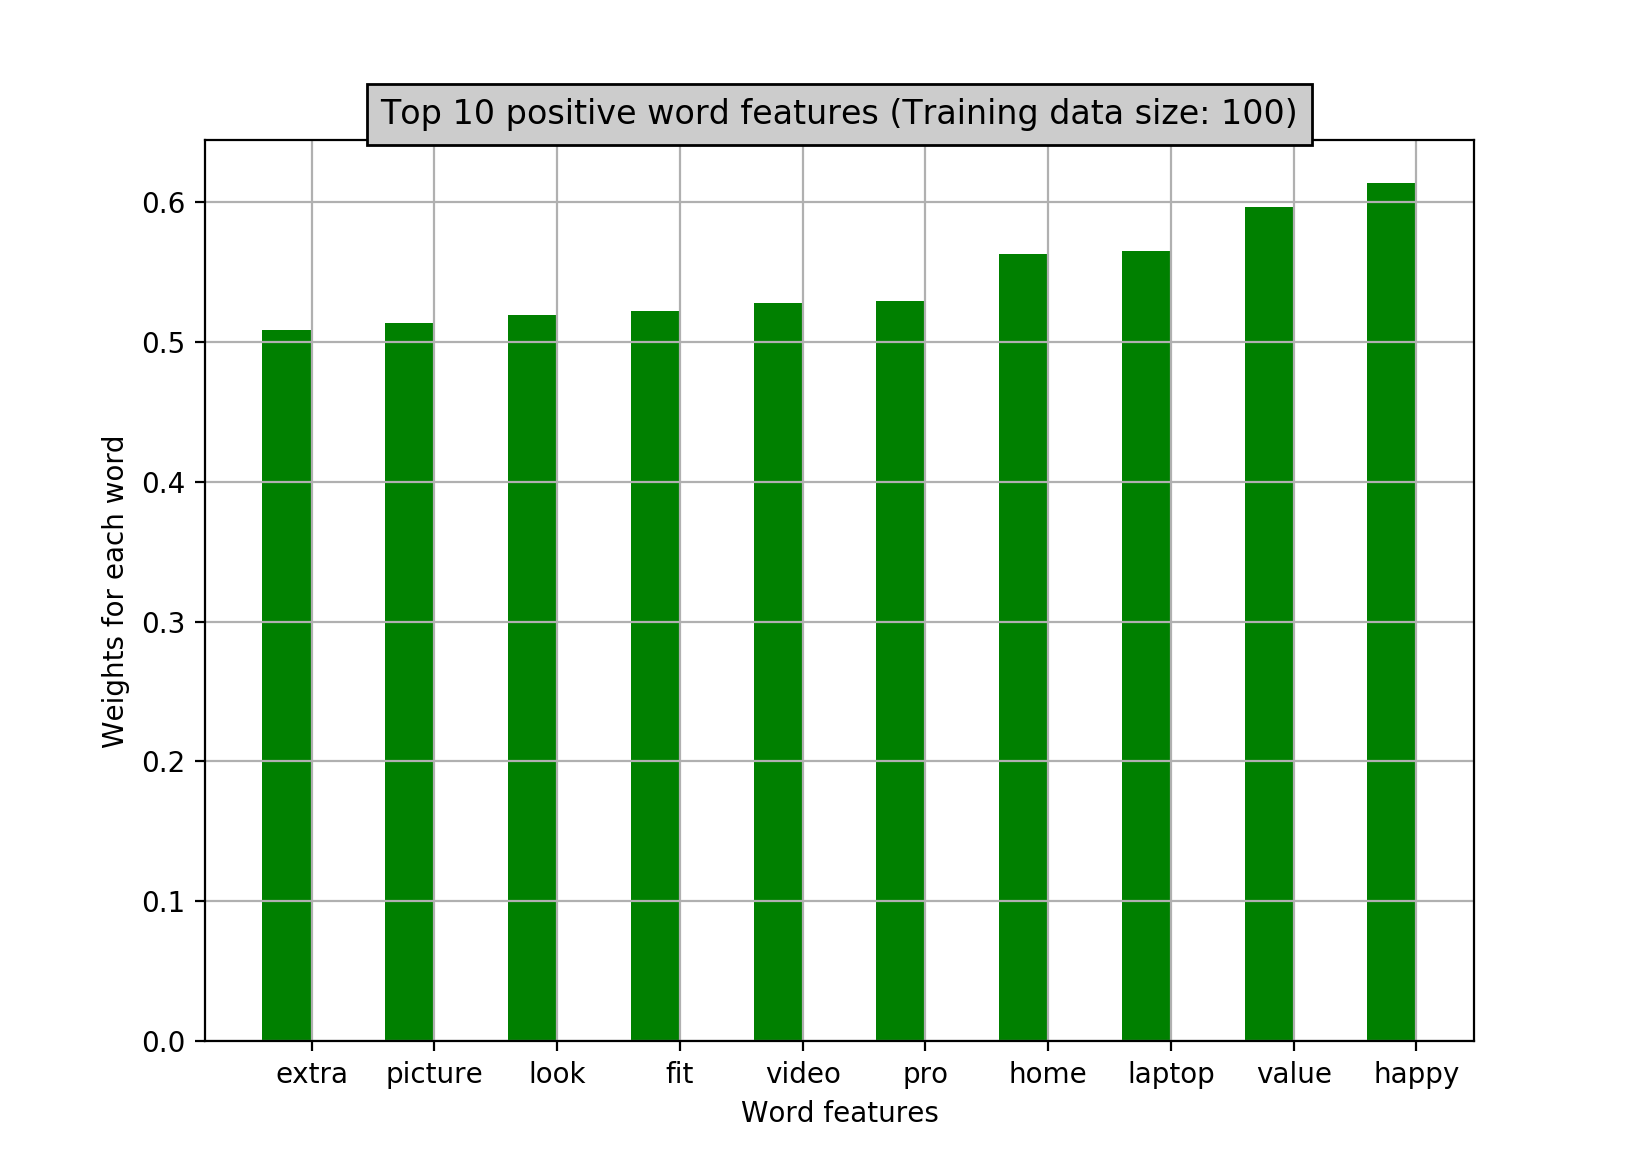 Top 10 positive word features (Training data size: 100)
0.6
0.5
0.4
0.3
0.2
0.1
0.0
Weights for each word
extra picture look fit video pro home laptop value happy
Word features